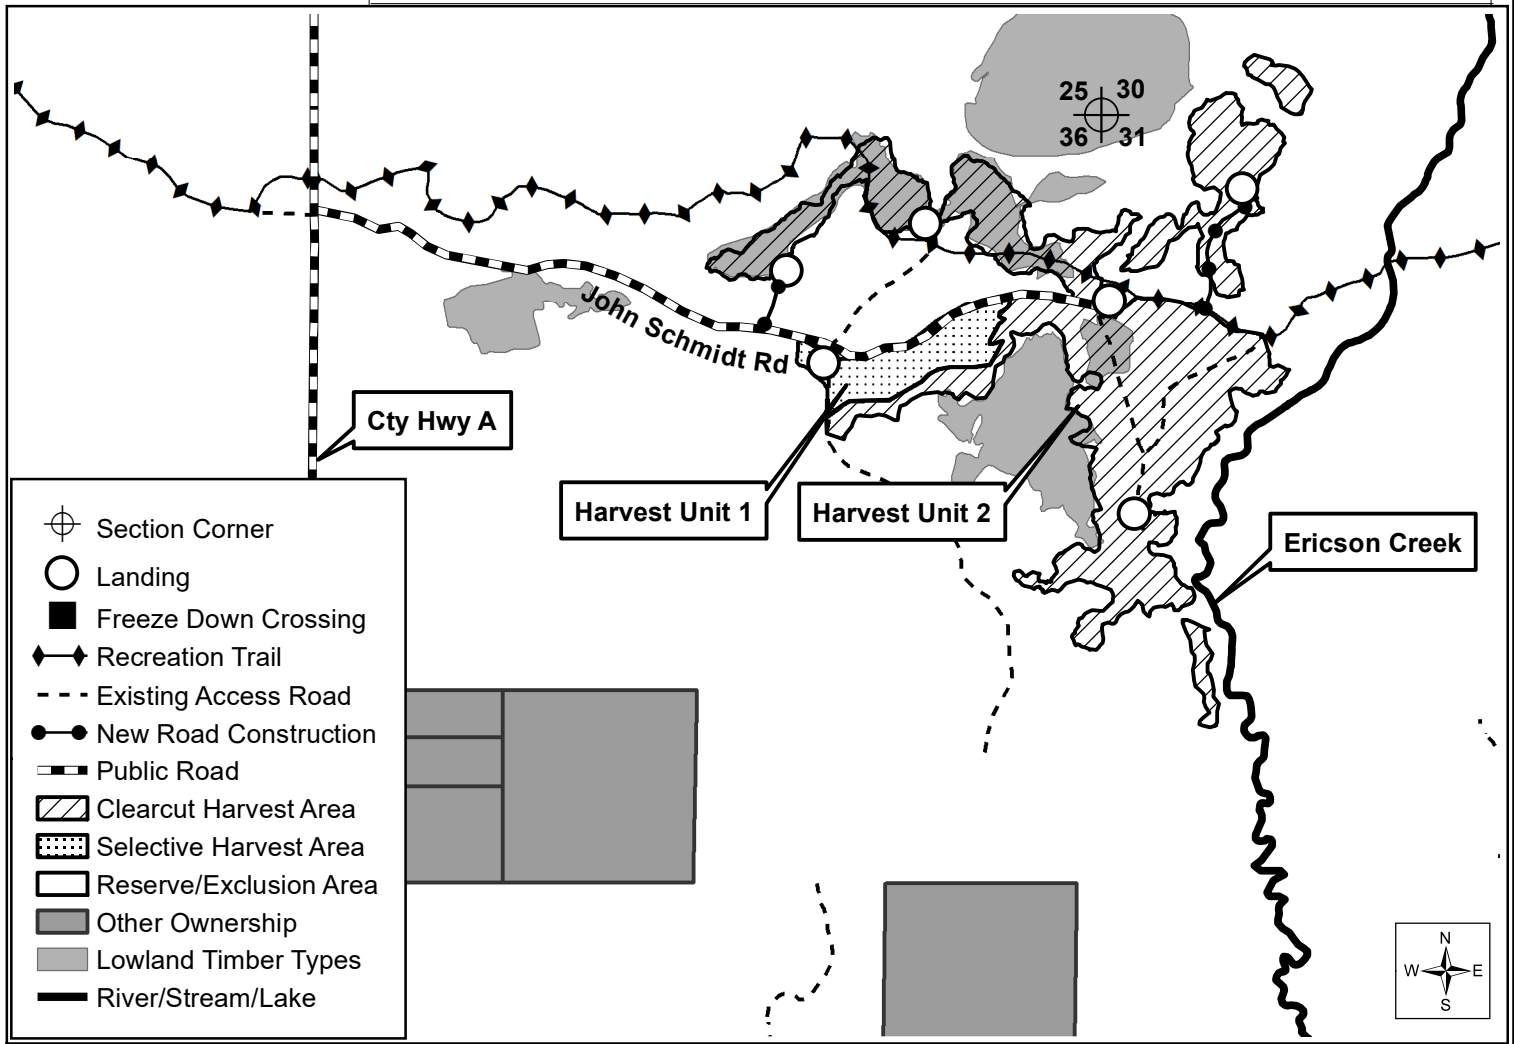 25 30
36 31
John Schmidt Rd
Cty Hwy A
Harvest Unit 1
Harvest Unit 2
Ericson Creek
Section Corner
Landing
Freeze Down Crossing
Recreation Trail
Existing Access Road
New Road Construction
Public Road
Clearcut Harvest Area
Selective Harvest Area
Reserve/Exclusion Area
Other Ownership
Lowland Timber Types
River/Stream/Lake
N
W E
S